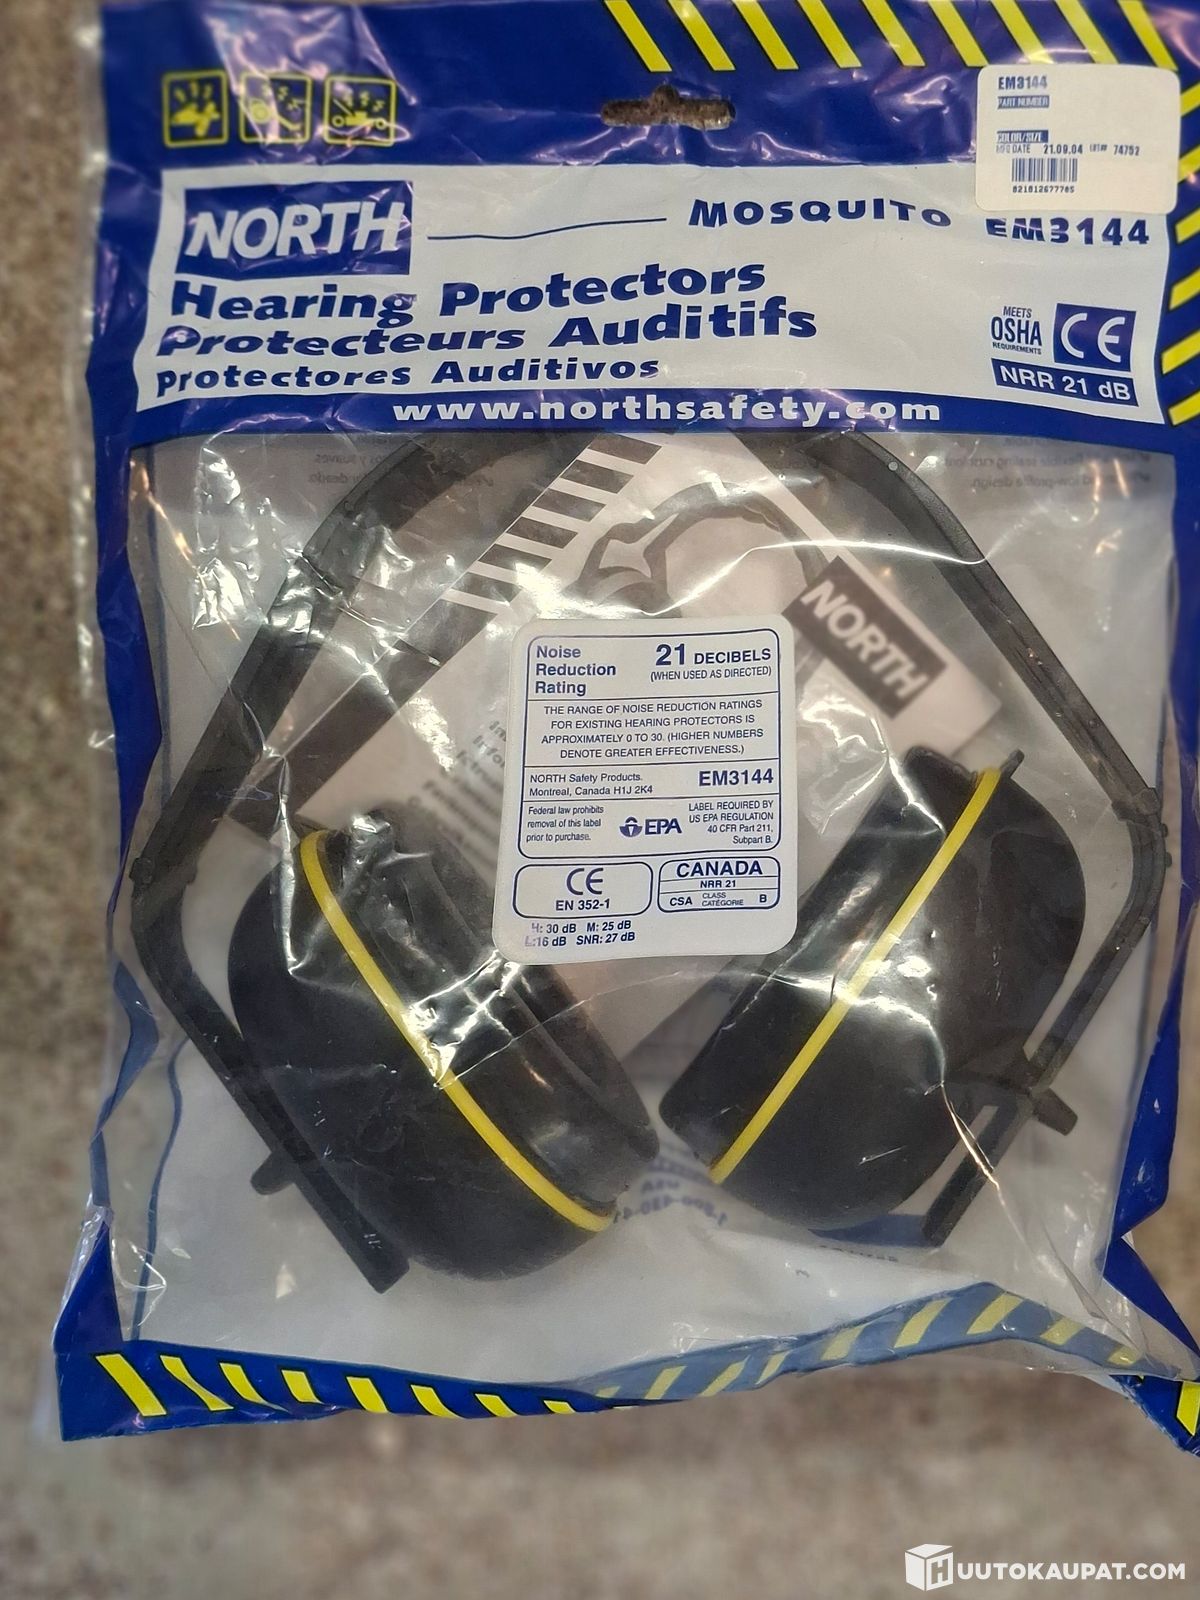 EM3144
PART NUMBER
COLOR/SIZE
MFG DATE 21.09.04 LOT# 74752
821812677705
NORTH
MOSQUITO EM3144
Hearing Protectors
Protecteurs Auditifs
Protectores Auditivos
MEETS
OSHA
REQUIREMENTS
CE
NRR 21 dB
www.northsafety.com
NORTH
Noise
Reduction
Rating
21 DECIBELS
(WHEN USED AS DIRECTED)
THE RANGE OF NOISE REDUCTION RATINGS
FOR EXISTING HEARING PROTECTORS IS
APPROXIMATELY 0 TO 30. (HIGHER NUMBERS
DENOTE GREATER EFFECTIVENESS.)
NORTH Safety Products.
Montreal, Canada H1J 2K4
EM3144
Federal law prohibits
removal of this label
prior to purchase.
EPA
LABEL REQUIRED BY
US EPA REGULATION
40 CFR Part 211,
Subpart B.
CE
EN 352-1
CANADA
NRR 21
CSA CLASS CATÉGORIE B
H: 30 dB M: 25 dB
L:16 dB SNR: 27 dB
HUUTOKAUPAT.COM